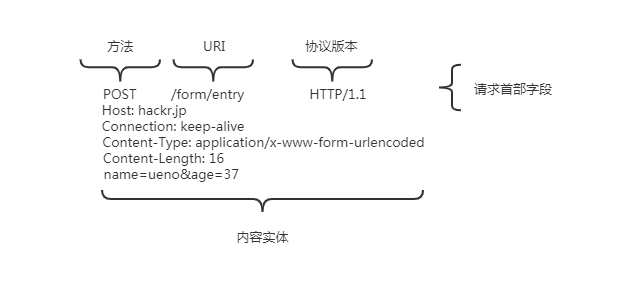 方法 URI 协议版本
POST /form/entry HTTP/1.1
请求首部字段
Host: hackr.jp
Connection: keep-alive
Content-Type: application/x-www-form-urlencoded
Content-Length: 16
name=ueno&age=37
内容实体